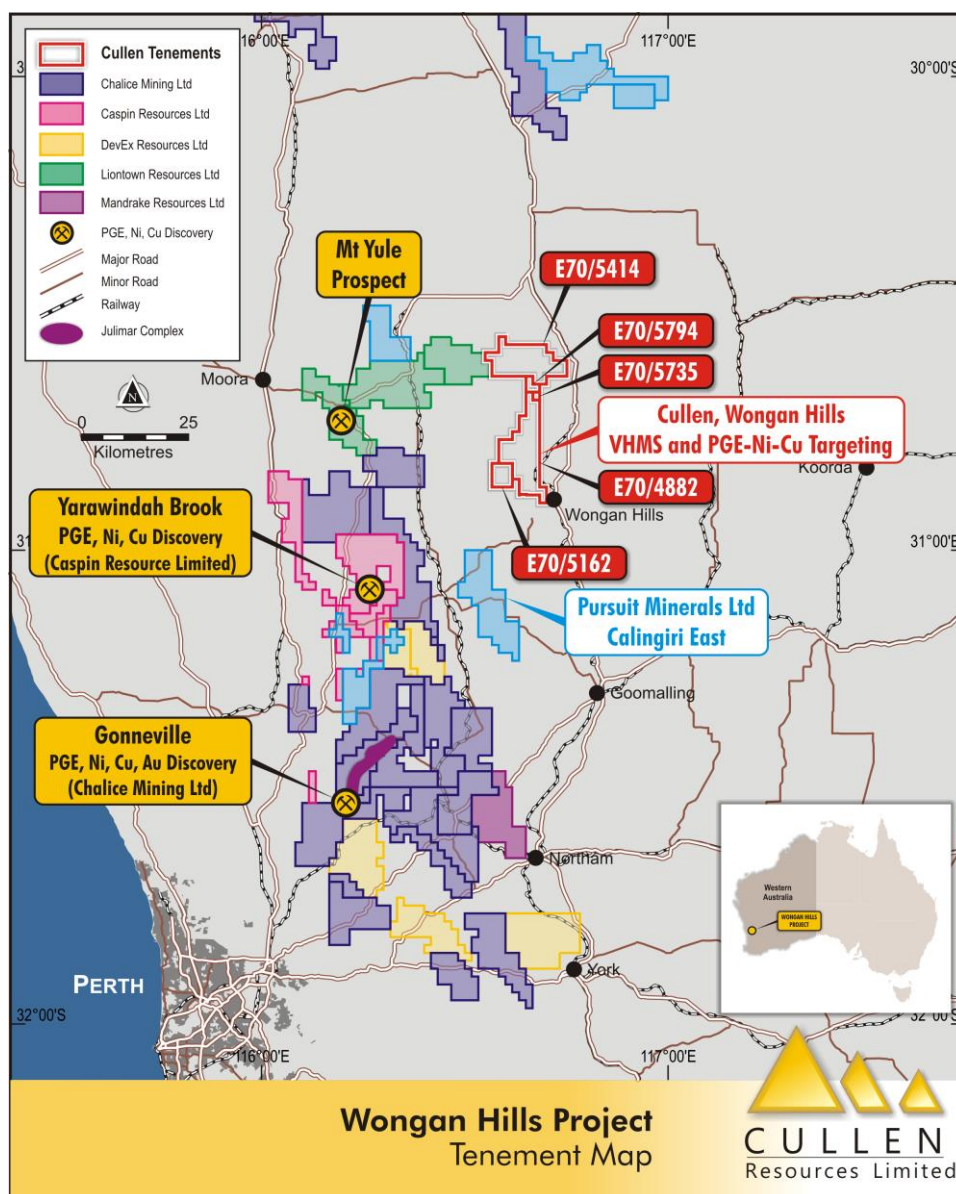 16°00'E
117°00'E
30°00'S
Cullen Tenements
Chalice Mining Ltd
Caspin Resources Ltd
DevEx Resources Ltd
Liontown Resources Ltd
Mandrake Resources Ltd
PGE, Ni, Cu Discovery
Major Road
Minor Road
Railway
Julimar Complex
N
0
25
Kilometres
Mt Yule
Prospect
E70/5414
E70/5794
E70/5735
Cullen, Wongan Hills
VHMS and PGE-Ni-Cu Targeting
E70/4882
E70/5162
Moora
Koorda
Wongan Hills
Yarawindah Brook
PGE, Ni, Cu Discovery
(Caspin Resource Limited)
31°
31°00'S
Pursuit Minerals Ltd
Calingiri East
Goomalling
Gonneville
PGE, Ni, Cu, Au Discovery
(Chalice Mining Ltd)
Northam
York
PERTH
Western
Australia
WONGAN HILLS
PROJECT
32°00'S
32°00'S
116°00'E
117°00'E
Wongan Hills Project
Tenement Map
CULLEN
Resources Limited